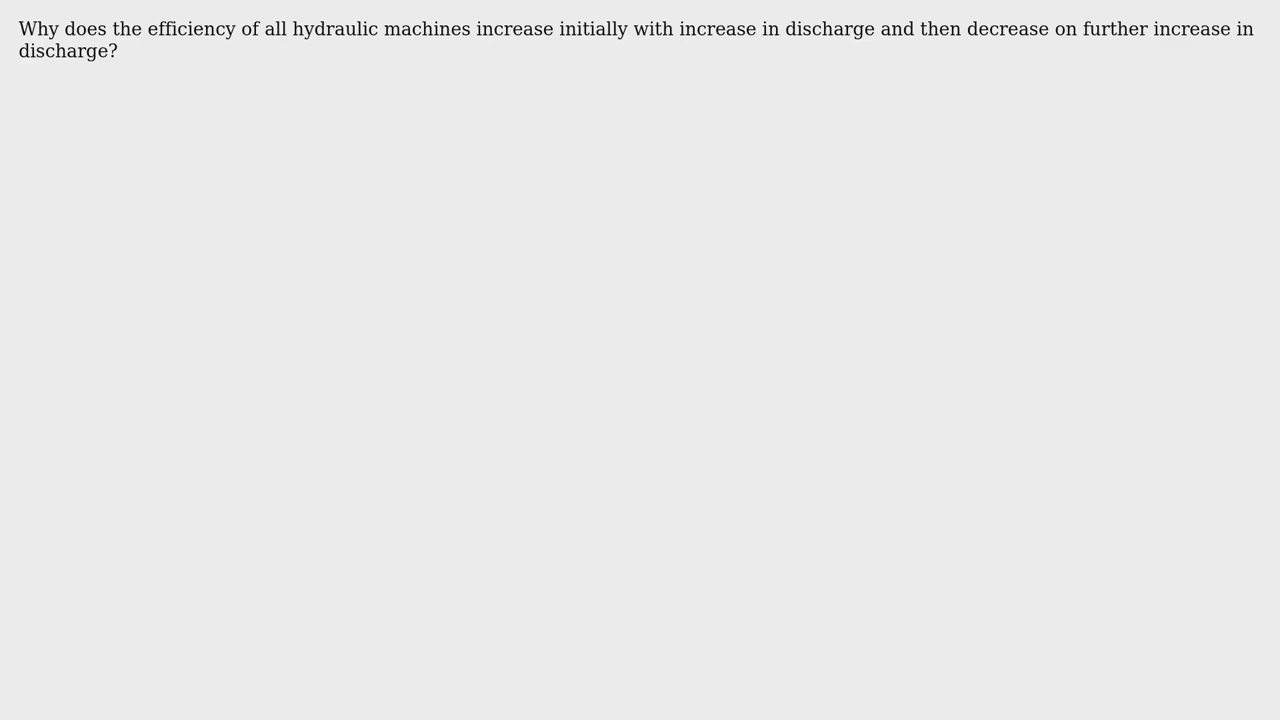 Why does the efficiency of all hydraulic machines increase initially with increase in discharge and then decrease on further increase in
discharge?